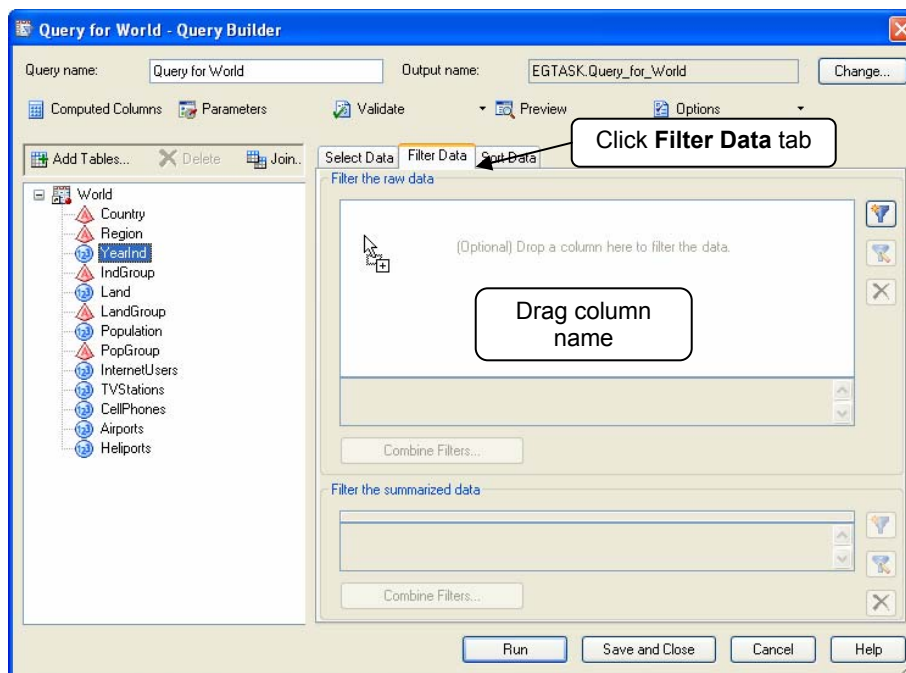 Query for World - Query Builder
Query name: Query for World Output name: EGTASK.Query_for_World Change...
Computed Columns Parameters Validate Preview Options
Click Filter Data tab
Add Tables... Delete Join.. Select Data Filter Data Sort Data
Filter the raw data
World
Country
Region
YearInd
IndGroup
Land
LandGroup
Population
PopGroup
InternetUsers
TVStations
CellPhones
Airports
Heliports
(Optional) Drop a column here to filter the data.
Drag column
name
Combine Filters...
Filter the summarized data
Combine Filters...
Run Save and Close Cancel Help